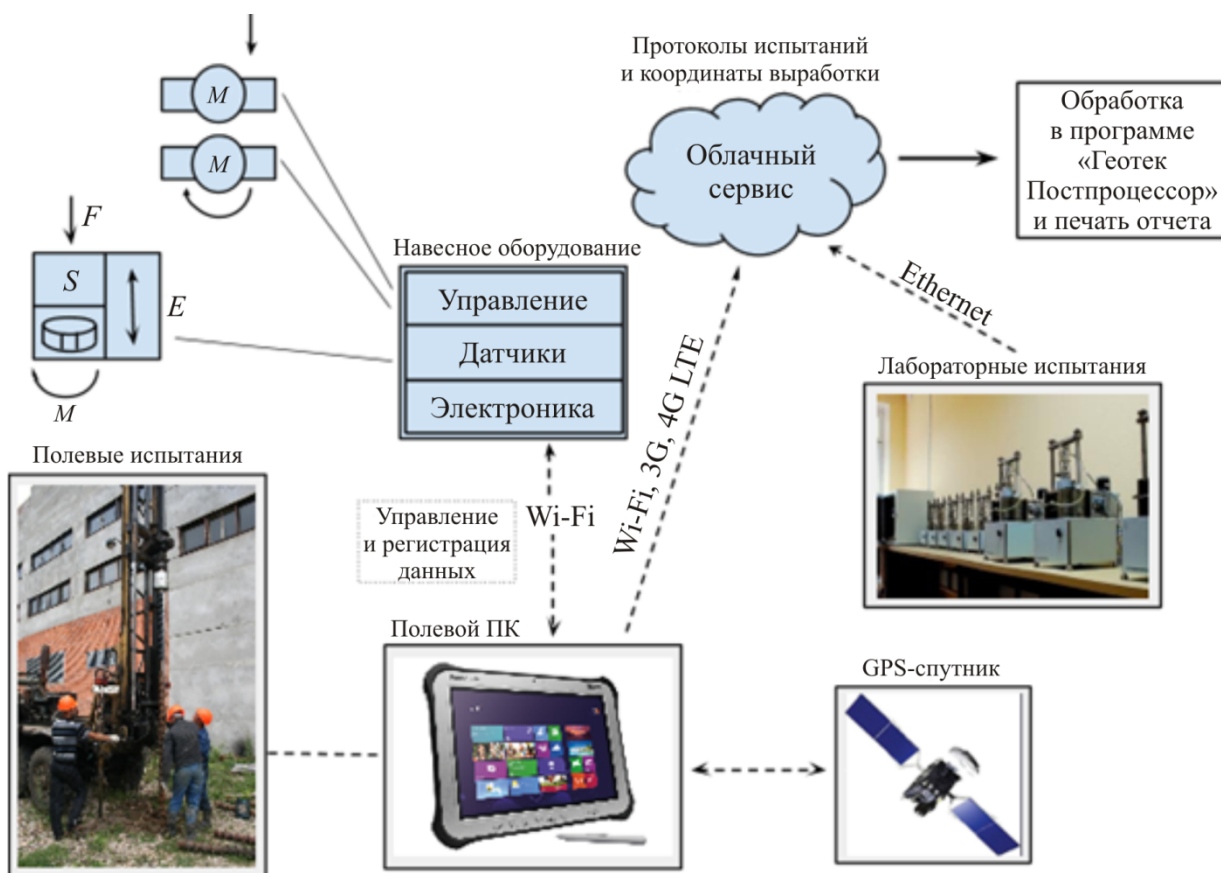 Протоколы испытаний
и координаты выработки
M
M
Облачный
сервис
Обработка
в программе
«Геотек
Постпроцессор»
и печать отчета
F
S
E
M
Навесное оборудование
Управление
Датчики
Электроника
Ethernet
Лабораторные испытания
Полевые испытания
Управление
и регистрация
данных
Wi-Fi
Wi-Fi, 3G, 4G LTE
Полевой ПК
GPS-спутник